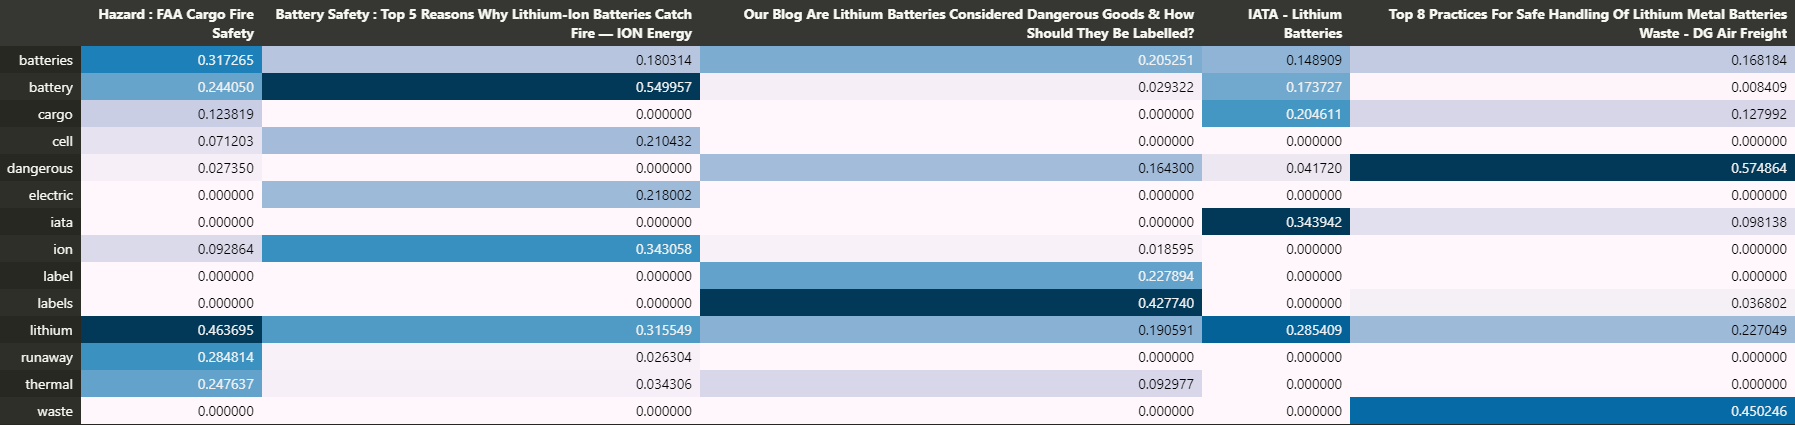 Hazard : FAA Cargo Fire Safety Battery Safety : Top 5 Reasons Why Lithium-Ion Batteries Catch Fire — ION Energy Our Blog Are Lithium Batteries Considered Dangerous Goods & How Should They Be Labelled? IATA - Lithium Batteries Top 8 Practices For Safe Handling Of Lithium Metal Batteries Waste - DG Air Freight
batteries 0.317265 0.180314 0.205251 0.148909 0.168184
battery 0.244050 0.549957 0.029322 0.173727 0.008409
cargo 0.123819 0.000000 0.000000 0.204611 0.127992
cell 0.071203 0.210432 0.000000 0.000000 0.000000
dangerous 0.027350 0.000000 0.164300 0.041720 0.574864
electric 0.000000 0.218002 0.000000 0.000000 0.000000
iata 0.000000 0.000000 0.000000 0.343942 0.098138
ion 0.092864 0.343058 0.018595 0.000000 0.000000
label 0.000000 0.000000 0.227894 0.000000 0.000000
labels 0.000000 0.000000 0.427740 0.000000 0.036802
lithium 0.463695 0.315549 0.190591 0.285409 0.227049
runaway 0.284814 0.026304 0.000000 0.000000 0.000000
thermal 0.247637 0.034306 0.092977 0.000000 0.000000
waste 0.000000 0.000000 0.000000 0.000000 0.450246